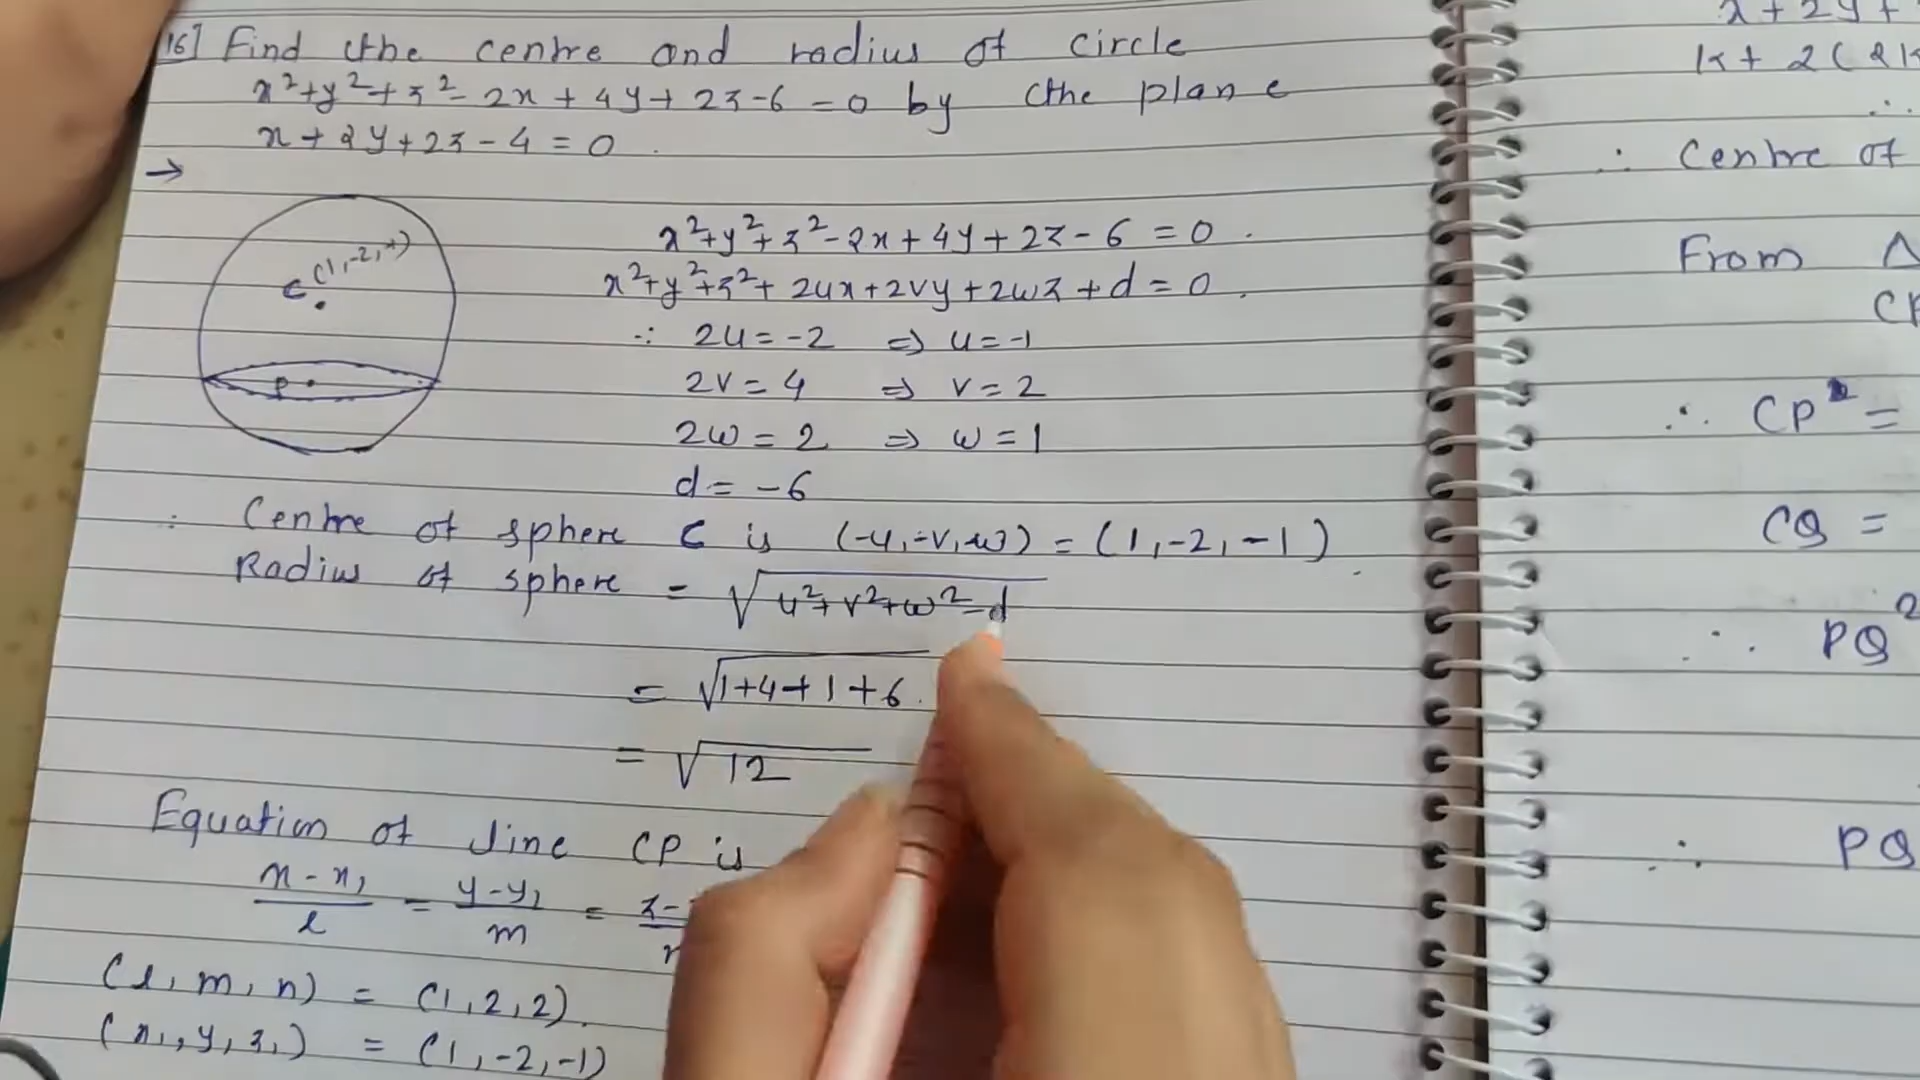 16] Find the centre and radius of circle
x²+y²+z²-2x+4y+2z-6=0 by the plane
x+2y+2z-4=0.
→
C (1,-2,-1)
P
x²+y²+z²-2x+4y+2z-6=0.
x²+y²+z²+2ux+2vy+2wz+d=0.
∴ 2u=-2 ⇒ u=-1
2v=4 ⇒ v=2
2w=2 ⇒ w=1
d=-6
∴ Centre of sphere C is (-u,-v,-w) = (1,-2,-1).
Radius of sphere = √u²+v²+w²-d
= √1+4+1+6.
= √12
Equation of line CP is
x-x₁/l = y-y₁/m = z-
(l,m,n) = (1,2,2).
(x₁,y,z₁) = (1,-2,-1)
x+2y+
k+2(2k
∴
∴ Centre of
From Δ
CP
∴ CP² =
CQ =
∴ PQ²
∴ PQ